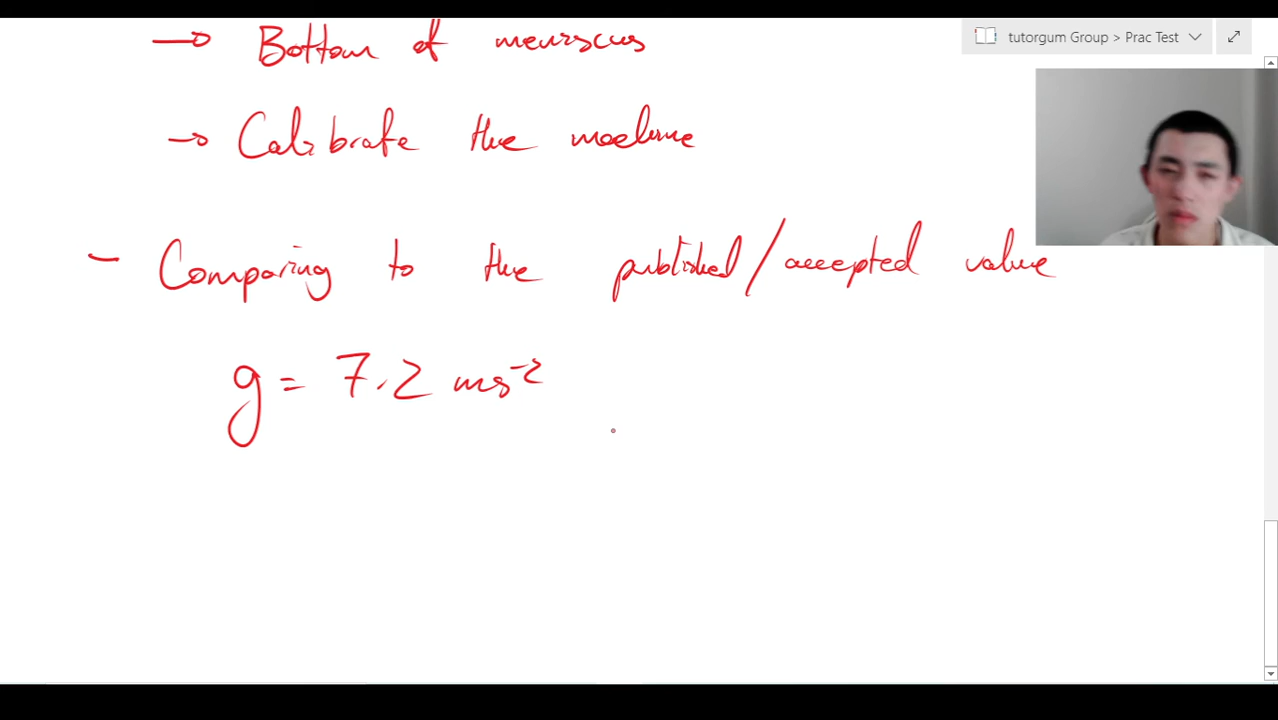 → Bottom of meniscus
tutorgum Group > Prac Test
→ Calibrate the machine
- Comparing to the published/accepted value
g = 7.2 ms⁻²